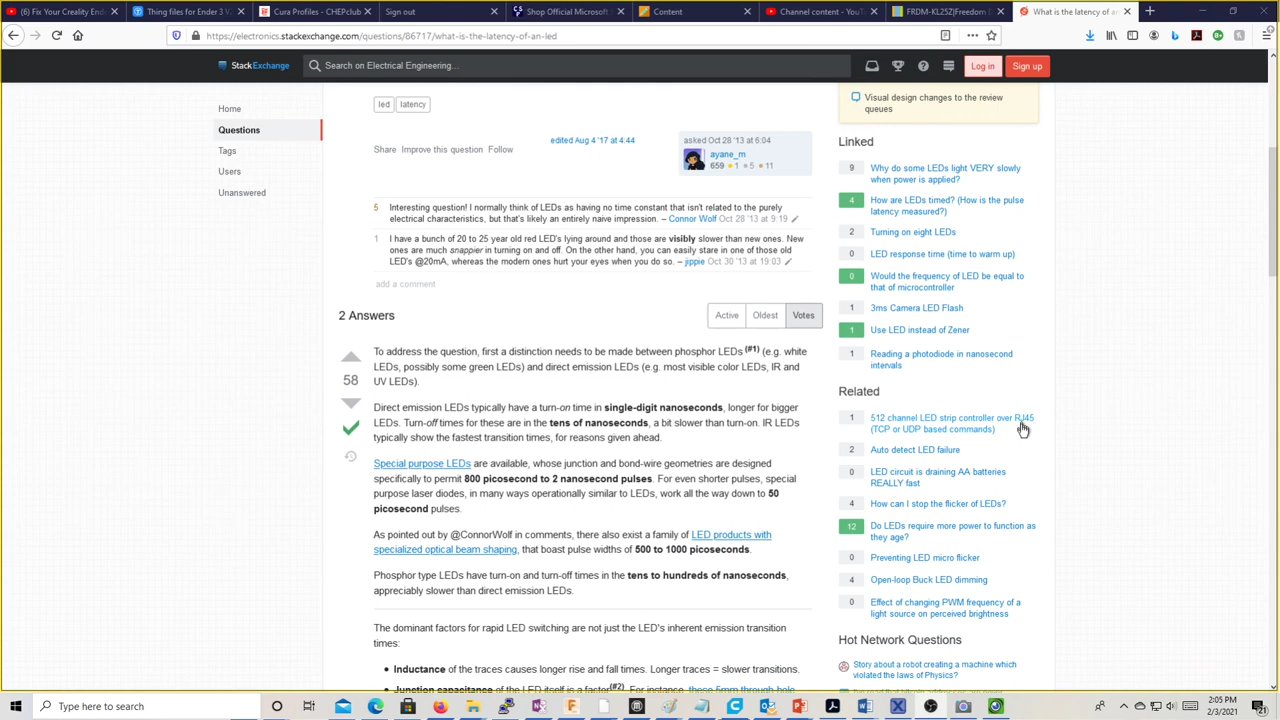 (5) Fix Your Creality Ende
Thing files for Ender 3 V
Cura Profiles - CHEPclub
Sign out
Shop Official Microsoft
Content
Channel content - YouTu
FRDM-KL25Z|Freedom
What is the latency of an
https://electronics.stackexchange.com/questions/86717/what-is-the-latency-of-an-led
StackExchange
Search on Electrical Engineering...
Log in
Sign up
Home
Questions
Tags
Users
Unanswered
led latency
Share Improve this question Follow
edited Aug 4 '17 at 4:44
asked Oct 28 '13 at 6:04
ayane_m
659 1 5 11
5 Interesting question! I normally think of LEDs as having no time constant that isn't related to the purely
electrical characteristics, but that's likely an entirely naive impression. – Connor Wolf Oct 28 '13 at 9:19
1 I have a bunch of 20 to 25 year old red LED's lying around and those are visibly slower than new ones. New
ones are much snapper in turning on and off. On the other hand, you can easily stare in one of those old
LED's @20mA, whereas the modern ones hurt your eyes when you do so. – jippie Oct 30 '13 at 19:03
add a comment
2 Answers
Active Oldest Votes
58
To address the question, first a distinction needs to be made between phosphor LEDs (#1) (e.g. white
LEDs, possibly some green LEDs) and direct emission LEDs (e.g. most visible color LEDs, IR and
UV LEDs).
Direct emission LEDs typically have a turn-on time in single-digit nanoseconds, longer for bigger
LEDs. Turn-off times for these are in the tens of nanoseconds, a bit slower than turn-on. IR LEDs
typically show the fastest transition times, for reasons given ahead.
Special purpose LEDs are available, whose junction and bond-wire geometries are designed
specifically to permit 800 picosecond to 2 nanosecond pulses. For even shorter pulses, special
purpose laser diodes, in many ways operationally similar to LEDs, work all the way down to 50
picosecond pulses.
As pointed out by @ConnorWolf in comments, there also exist a family of LED products with
specialized optical beam shaping, that boast pulse widths of 500 to 1000 picoseconds.
Phosphor type LEDs have turn-on and turn-off times in the tens to hundreds of nanoseconds,
appreciably slower than direct emission LEDs.
The dominant factors for rapid LED switching are not just the LED's inherent emission transition
times:
• Inductance of the traces causes longer rise and fall times. Longer traces = slower transitions.
• Junction capacitance of the LED itself is a factor(#2). For instance, these 5mm through-hole
Visual design changes to the review
queues
Linked
9 Why do some LEDs light VERY slowly
when power is applied?
4 How are LEDs timed? (How is the pulse
latency measured?)
2 Turning on eight LEDs
0 LED response time (time to warm up)
0 Would the frequency of LED be equal to
that of microcontroller
1 3ms Camera LED Flash
1 Use LED instead of Zener
1 Reading a photodiode in nanosecond
intervals
Related
1 512 channel LED strip controller over RJ45
(TCP or UDP based commands)
2 Auto detect LED failure
0 LED circuit is draining AA batteries
REALLY fast
4 How can I stop the flicker of LEDs?
12 Do LEDs require more power to function as
they age?
0 Preventing LED micro flicker
4 Open-loop Buck LED dimming
0 Effect of changing PWM frequency of a
light source on perceived brightness
Hot Network Questions
Story about a robot creating a machine which
violated the laws of Physics?
Type here to search
2:05 PM
2/3/2021
21